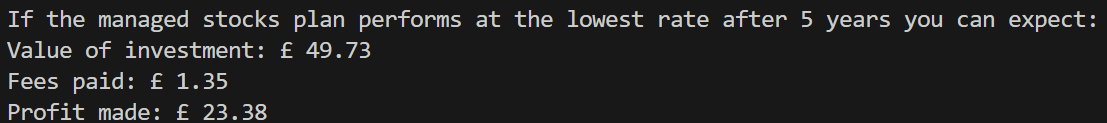 If the managed stocks plan performs at the lowest rate after 5 years you can expect:
Value of investment: £ 49.73
Fees paid: £ 1.35
Profit made: £ 23.38